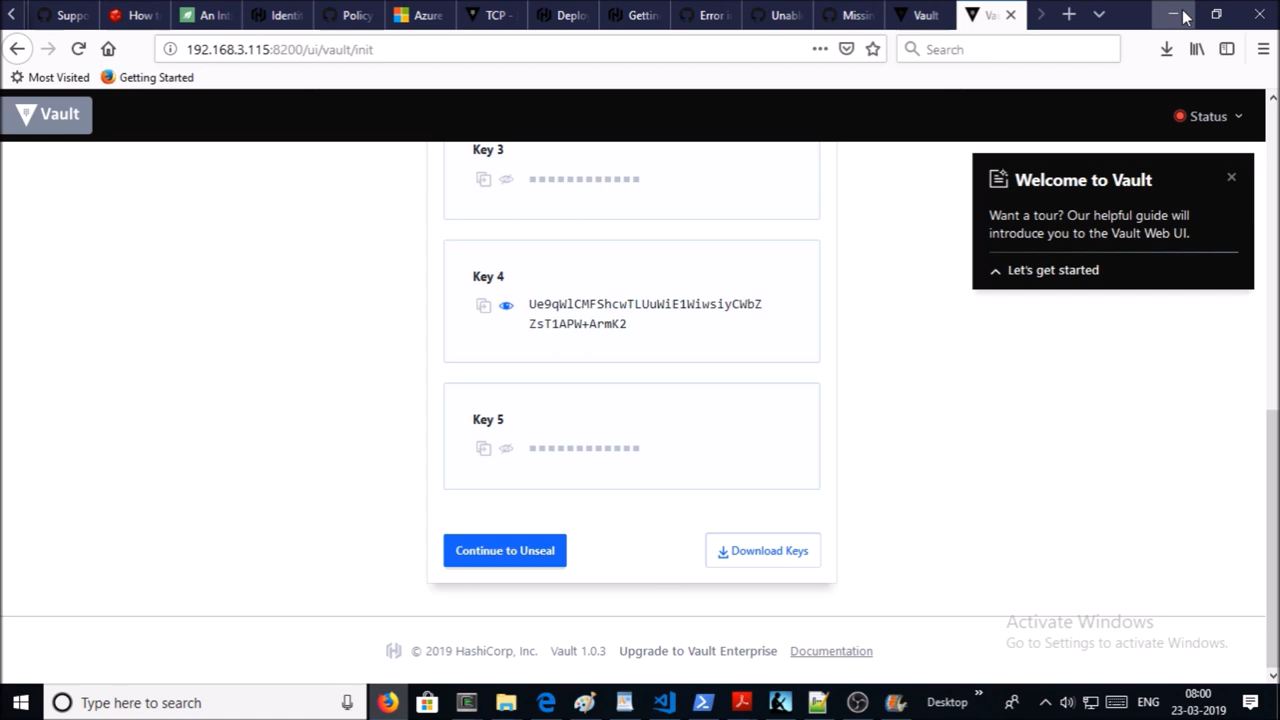 Suppo
How t
An Int
Identi
Policy
Azure
TCP -
Deplo
Gettin
Error i
Unabl
Missin
Vault
Va
192.168.3.115:8200/ui/vault/init
Search
Most Visited
Getting Started
Vault
Status
Key 3
Welcome to Vault
Want a tour? Our helpful guide will
introduce you to the Vault Web UI.
Let's get started
Key 4
Ue9qWlCMFShcwTLUuWiE1WiwsiyCWbZ
ZsT1APW+ArmK2
Key 5
Continue to Unseal
Download Keys
Activate Windows
Go to Settings to activate Windows.
© 2019 HashiCorp, Inc.
Vault 1.0.3
Upgrade to Vault Enterprise
Documentation
Type here to search
Desktop
ENG
08:00
23-03-2019